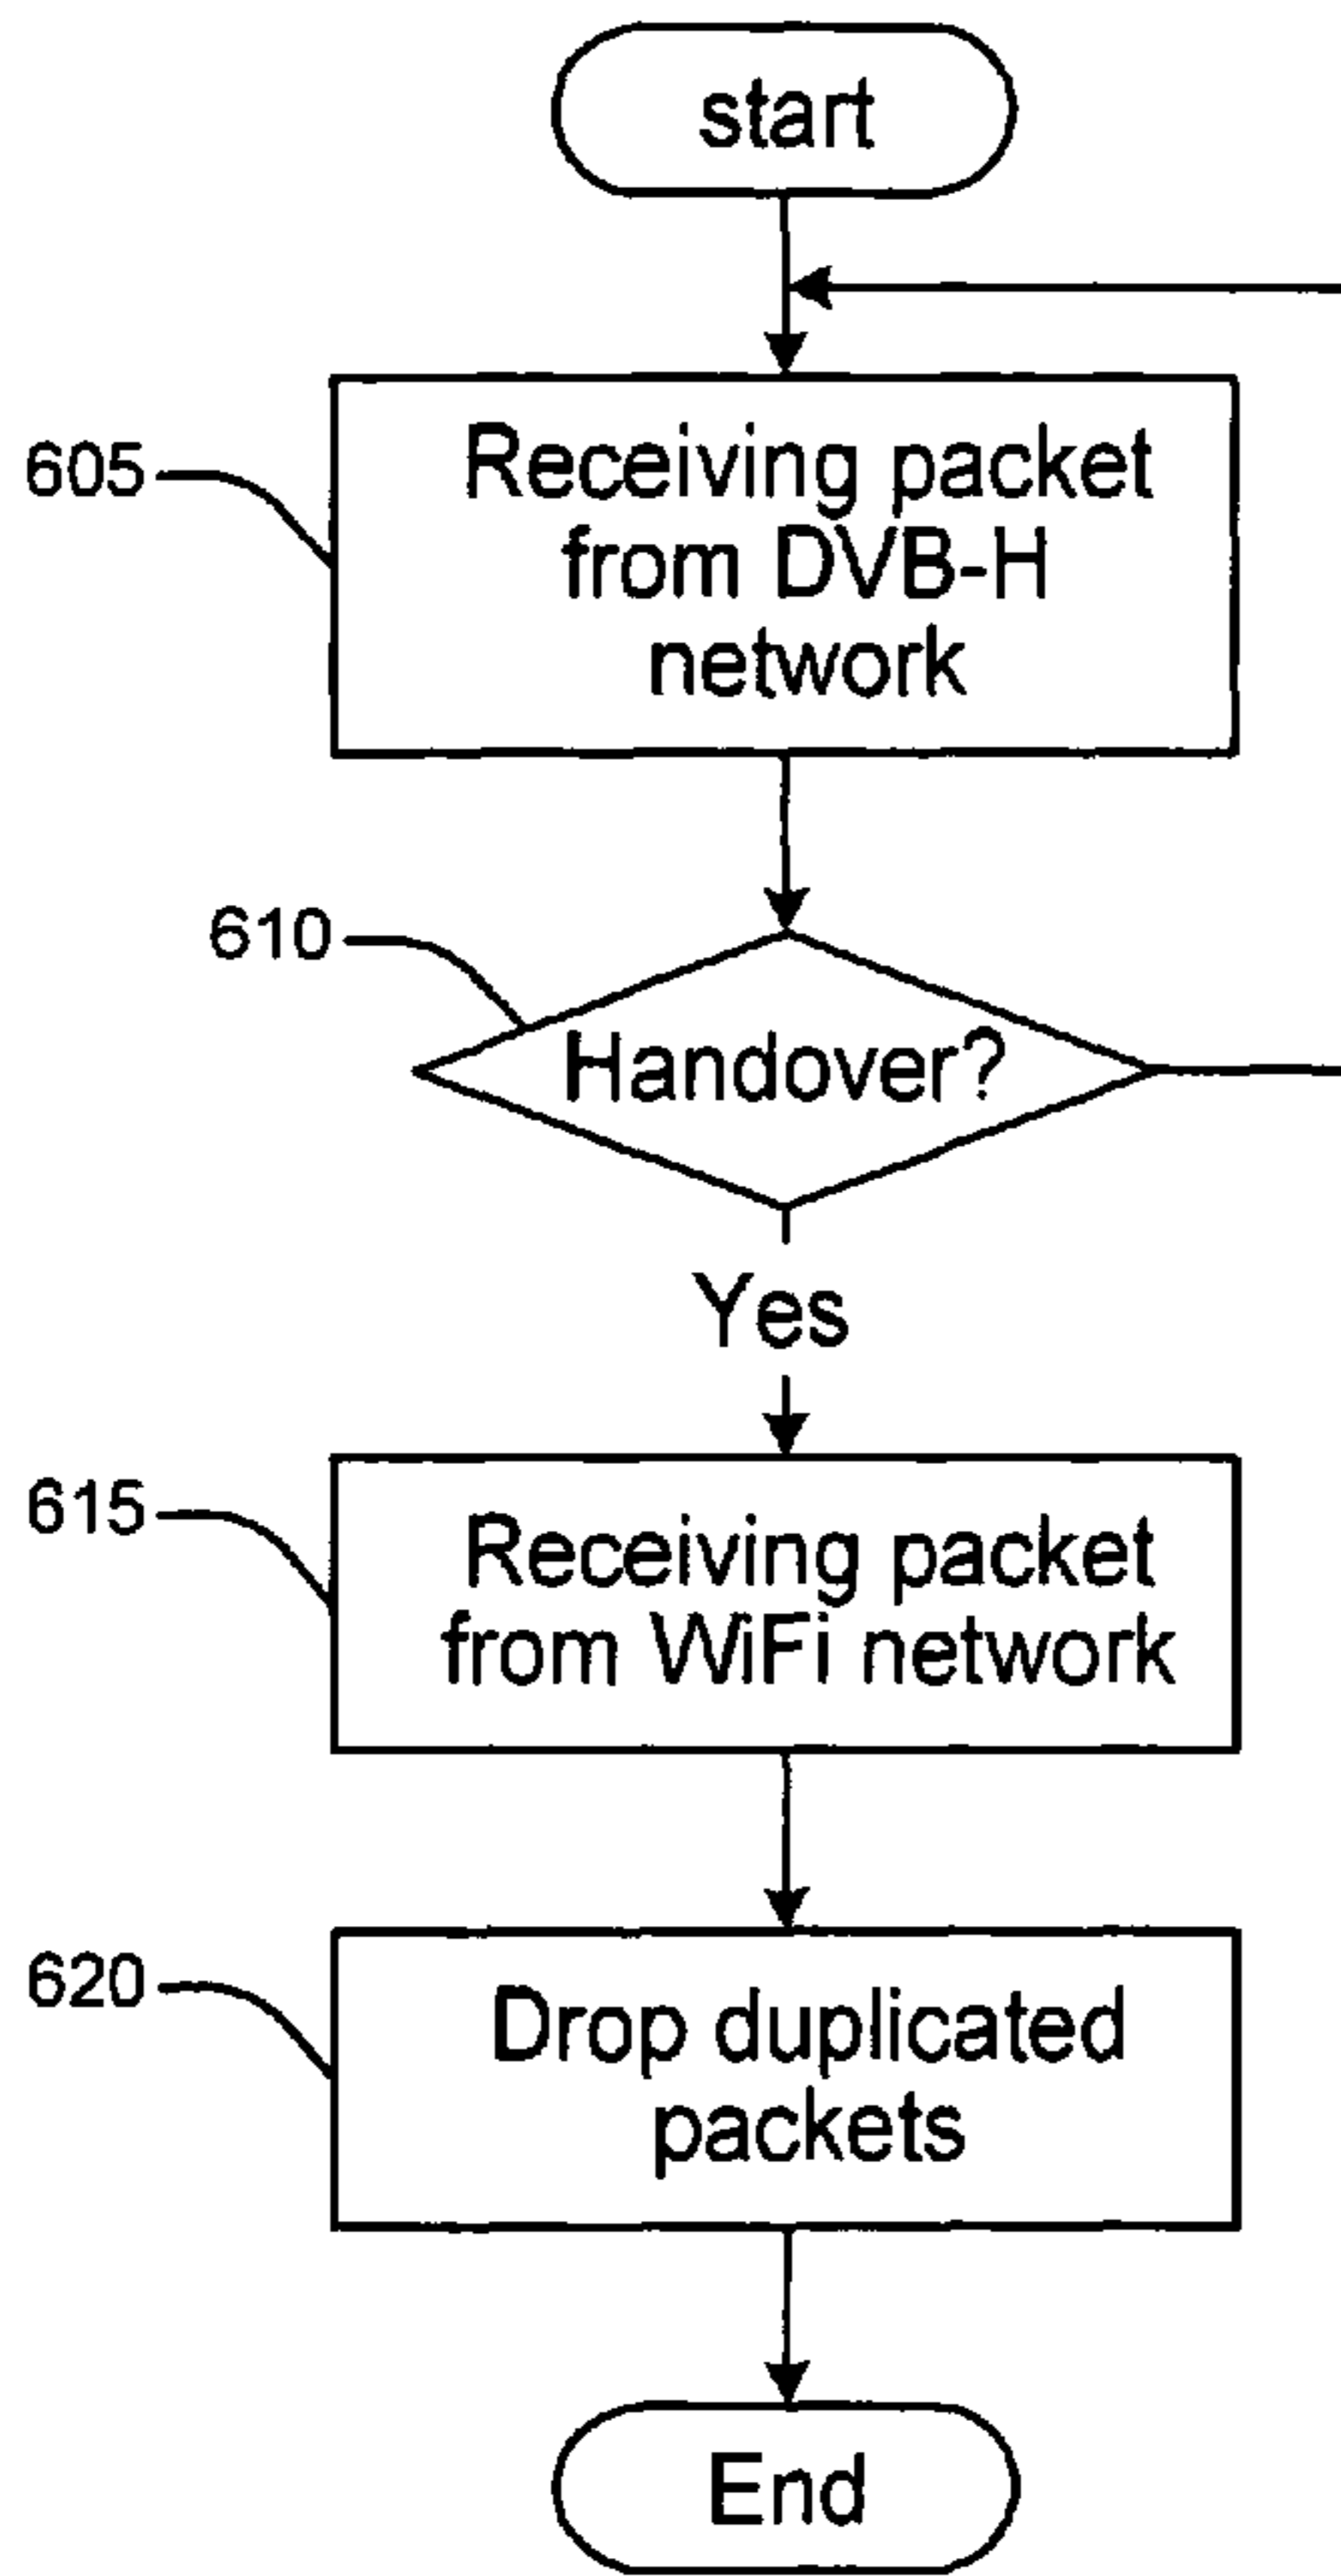 start
605
Receiving packet
from DVB-H
network
610
Handover?
Yes
615
Receiving packet
from WiFi network
620
Drop duplicated
packets
End